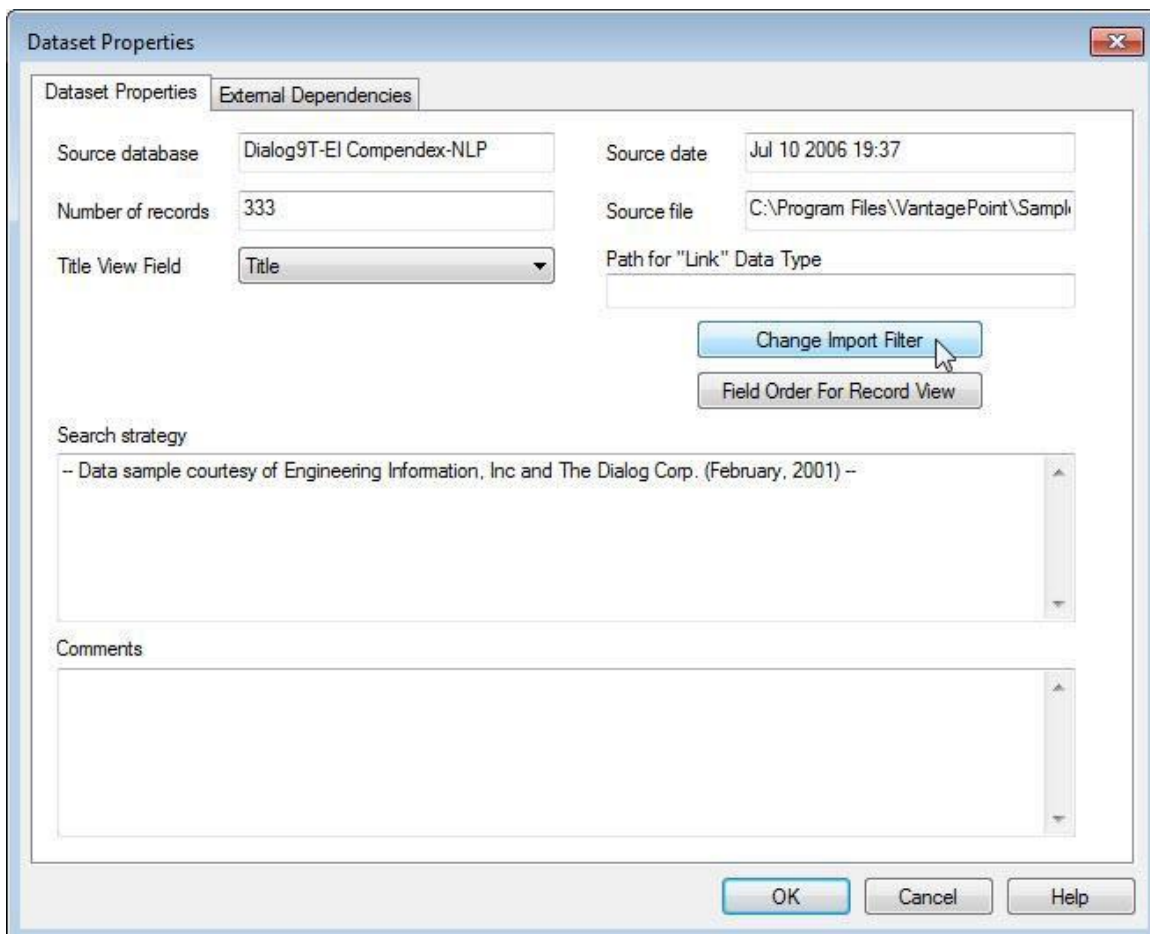 Dataset Properties
Dataset Properties
External Dependencies
Source database
Dialog9T-EI Compendex-NLP
Source date
Jul 10 2006 19:37
Number of records
333
Source file
C:\Program Files\VantagePoint\Sampl
Title View Field
Title
Path for "Link" Data Type
Change Import Filter
Field Order For Record View
Search strategy
-- Data sample courtesy of Engineering Information, Inc and The Dialog Corp. (February, 2001) --
Comments
OK
Cancel
Help